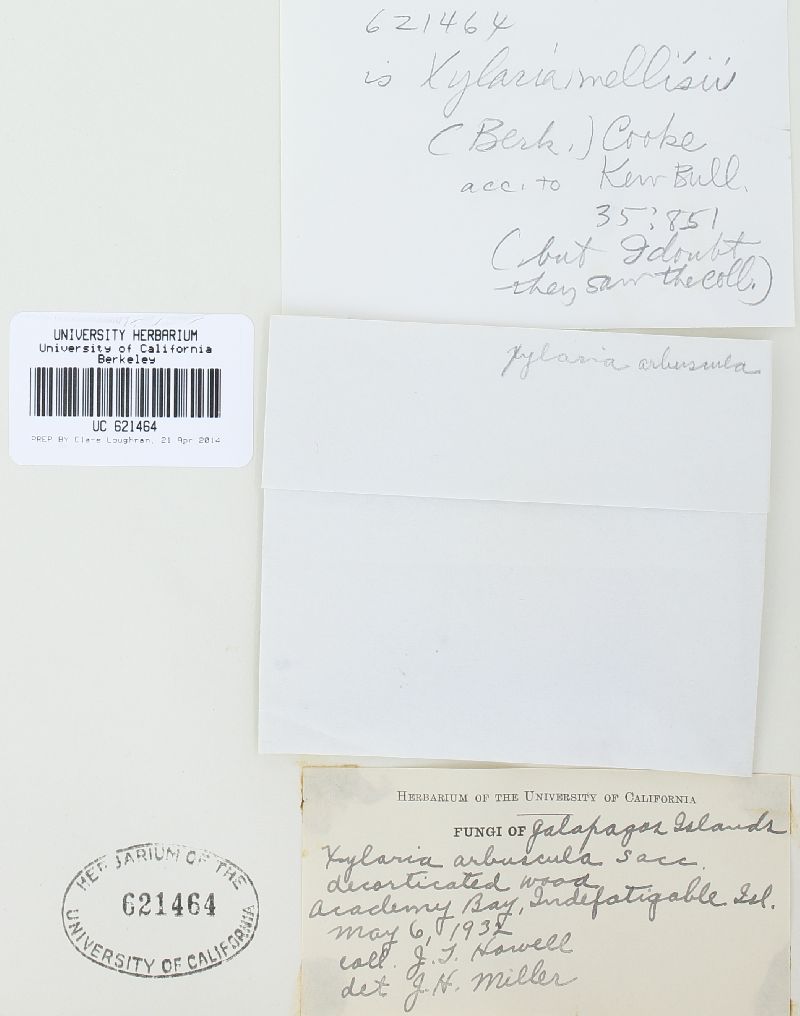 621464
is Xylaria mellisii
(Berk.) Cooke
acc. to Kew Bull.
35:851
(but I doubt
they saw the coll.)
UNIVERSITY HERBARIUM
University of California
Berkeley
UC 621464
PREP BY Clare Loughran, 21 Apr 2014
Xylaria arbuscula
HERBARIUM OF THE UNIVERSITY OF CALIFORNIA
FUNGI OF Galapagos Islands
Xylaria arbuscula Sacc.
decorticated wood
Academy Bay, Indefatigable Isl.
May 6, 1932
coll. J.T. Howell
det J.H. Miller
HERBARIUM OF THE
621464
UNIVERSITY OF CALIFORNIA